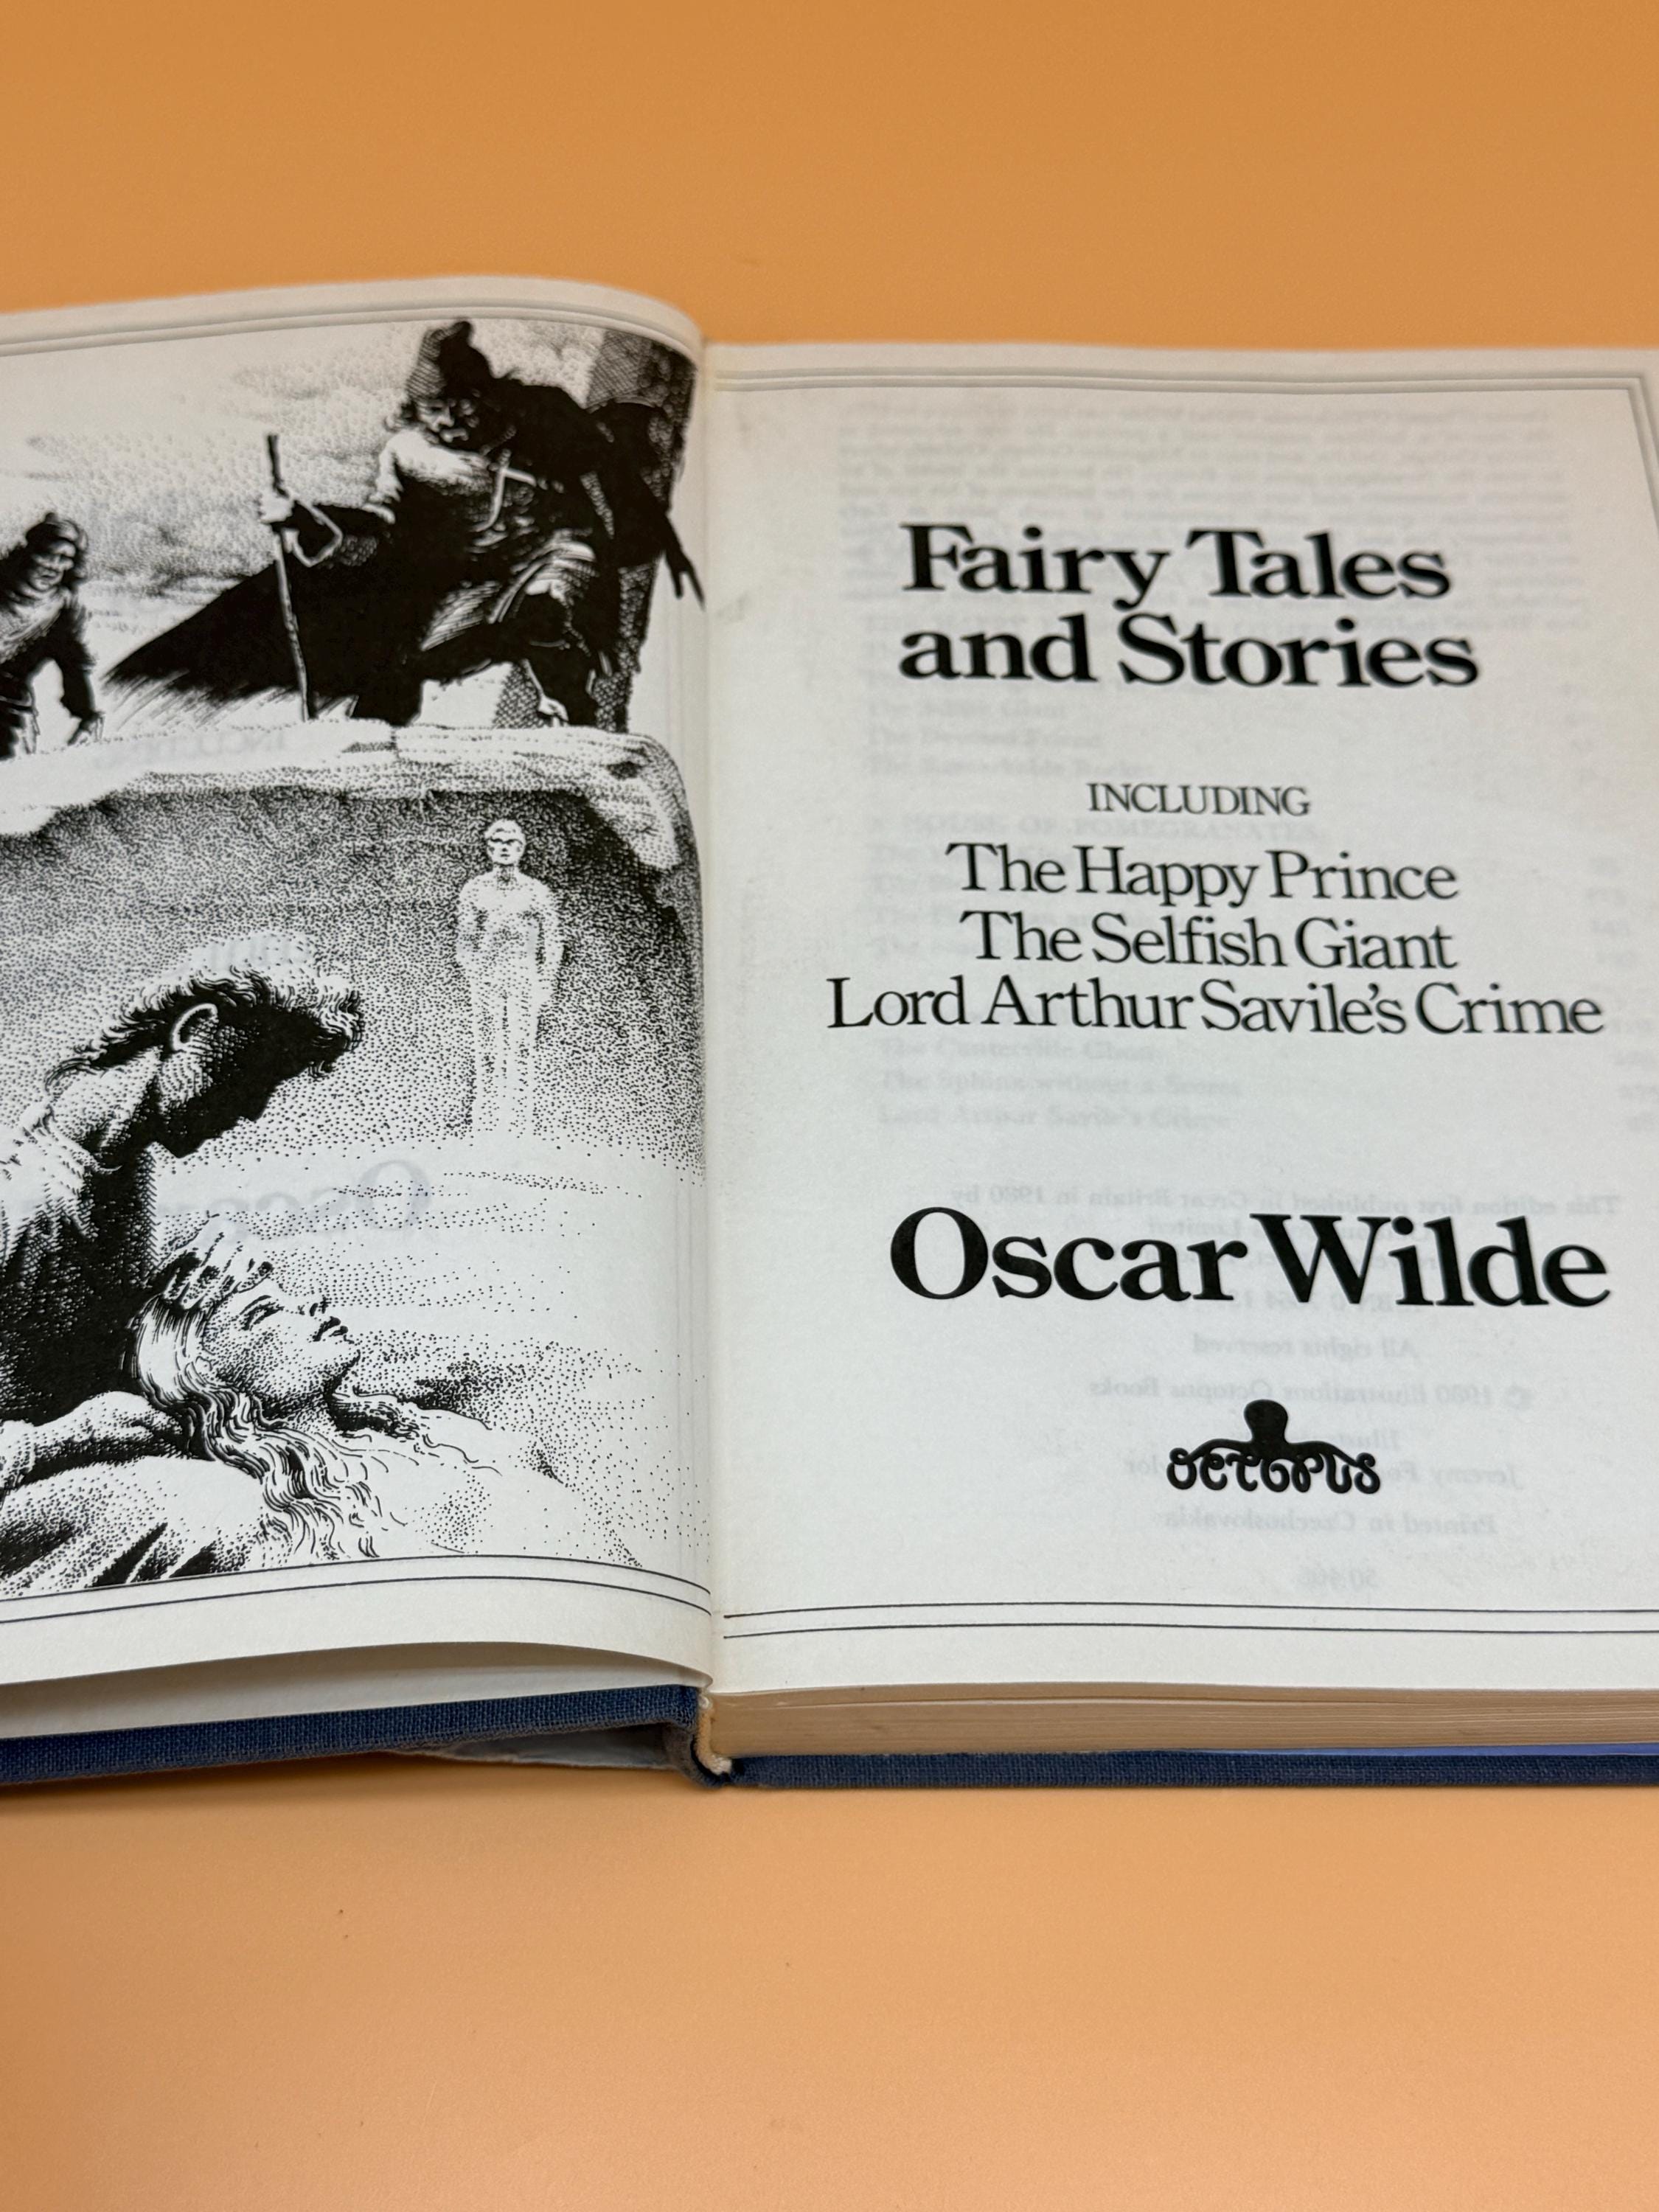 Fairy Tales
and Stories
INCLUDING
The Happy Prince
The Selfish Giant
Lord Arthur Savile's Crime
Oscar Wilde
OCTOPUS